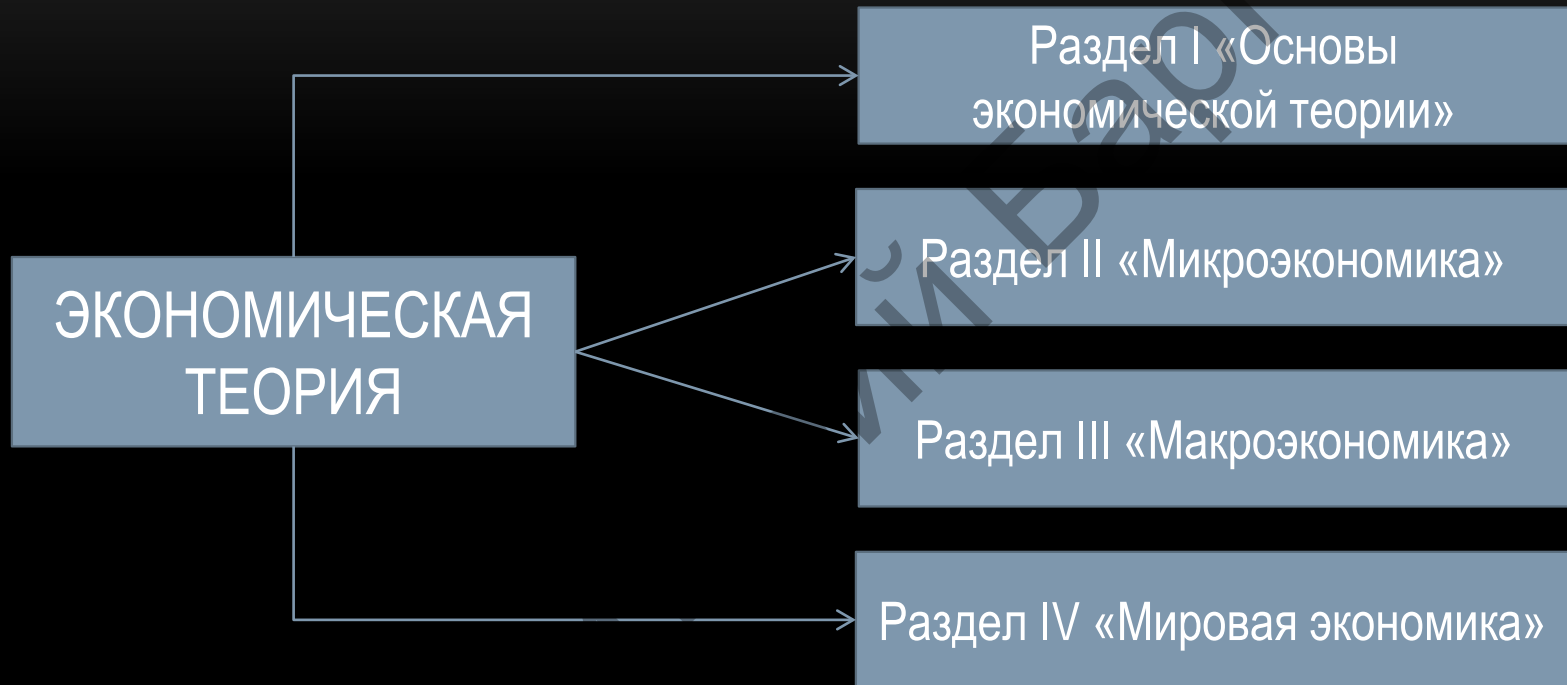 Раздел I «Основы
экономической теории»
Раздел II «Микроэкономика»
ЭКОНОМИЧЕСКАЯ
ТЕОРИЯ
Раздел III «Макроэкономика»
Раздел IV «Мировая экономика»